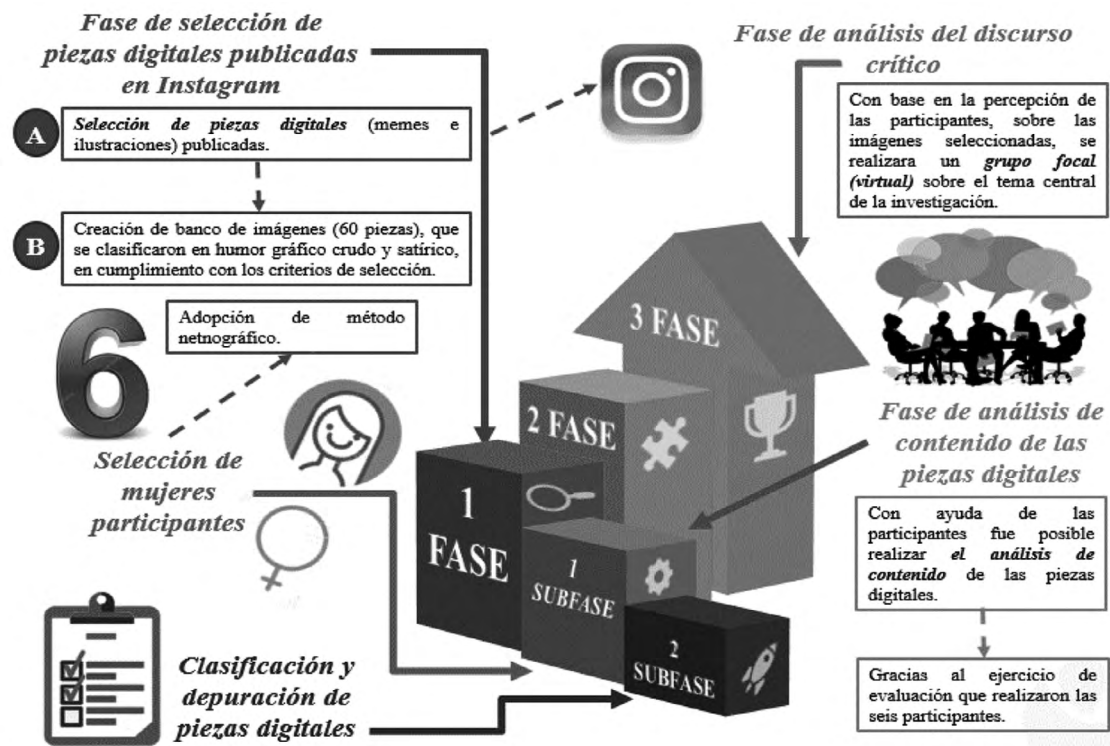 Fase de selección de
piezas digitales publicadas
en Instagram
A
Selección de piezas digitales (memes e
ilustraciones) publicadas.
B
Creación de banco de imágenes (60 piezas), que
se clasificaron en humor gráfico crudo y satírico,
en cumplimiento con los criterios de selección.
6
Adopción de método
netnográfico.
Selección de
mujeres
participantes
Clasificación y
depuración de
piezas digitales
1
FASE
2 FASE
3 FASE
1
SUBFASE
2
SUBFASE
Fase de análisis del discurso
crítico
Con base en la percepción de
las participantes, sobre las
imágenes seleccionadas, se
realizara un grupo focal
(virtual) sobre el tema central
de la investigación.
Fase de análisis de
contenido de las
piezas digitales
Con ayuda de las
participantes fue posible
realizar el análisis de
contenido de las piezas
digitales.
Gracias al ejercicio de
evaluación que realizaron las
seis participantes.